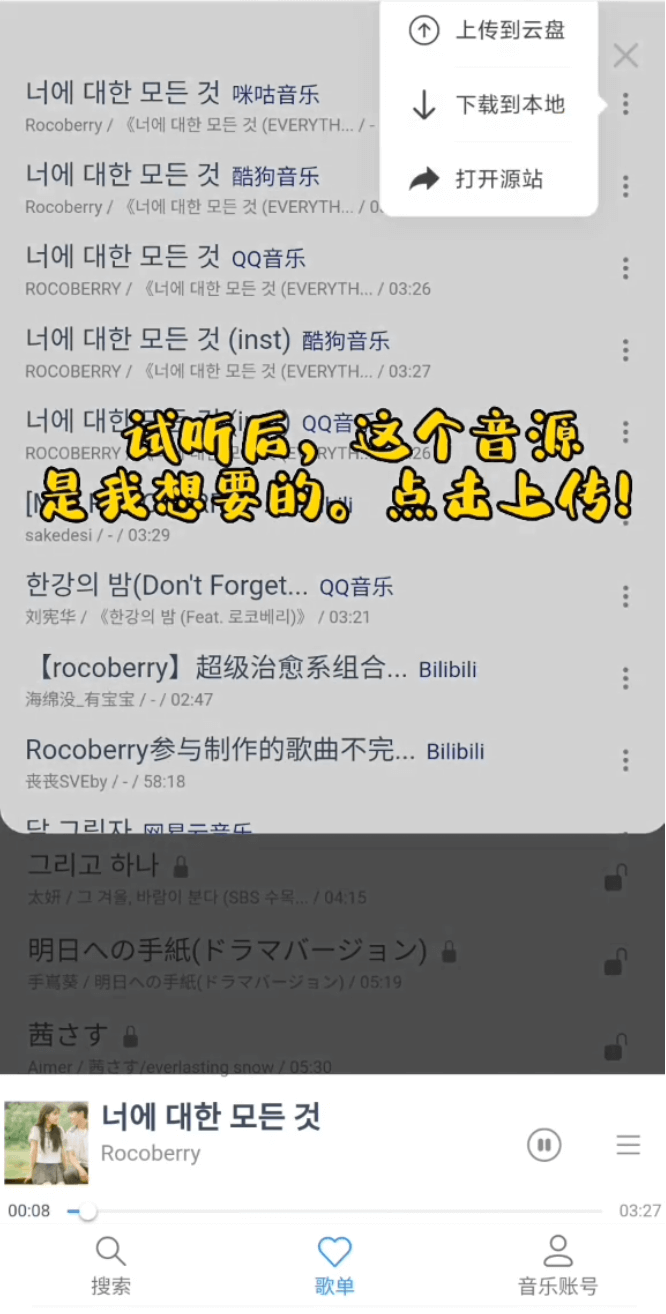 上传到云盘
下载到本地
打开源站
너에 대한 모든 것 咪咕音乐
Rocoberry / 《너에 대한 모든 것 (EVERYTH... / -
너에 대한 모든 것 酷狗音乐
Rocoberry / 《너에 대한 모든 것 (EVERYTH... / 0
너에 대한 모든 것 QQ音乐
ROCOBERRY / 《너에 대한 모든 것 (EVERYTH... / 03:26
너에 대한 모든 것 (inst) 酷狗音乐
ROCOBERRY / 《너에 대한 모든 것 (EVERYTH... / 03:27
너에 대한 모든 것 (inst) QQ音乐
试听后，这个音源
ROCOBERRY
是我想要的。点击上传！
sakedesi / - / 03:29
한강의 밤(Don't Forget... QQ音乐
刘宪华 / 《한강의 밤 (Feat. 로코베리)》 / 03:21
【rocoberry】超级治愈系组合... Bilibili
海绵没_有宝宝 / - / 02:47
Rocoberry参与制作的歌曲不完... Bilibili
丧丧SVEby / - / 58:18
달 그림자 网易云音乐
그리고 하나
太妍 / 그 겨울, 바람이 분다 (SBS 수목... / 04:15
明日への手紙(ドラマバージョン)
手嶌葵 / 明日への手紙(ドラマバージョン) / 05:19
茜さす
Aimer / 茜さす/everlasting snow / 05:30
너에 대한 모든 것
Rocoberry
00:08
03:27
搜索
歌单
音乐账号